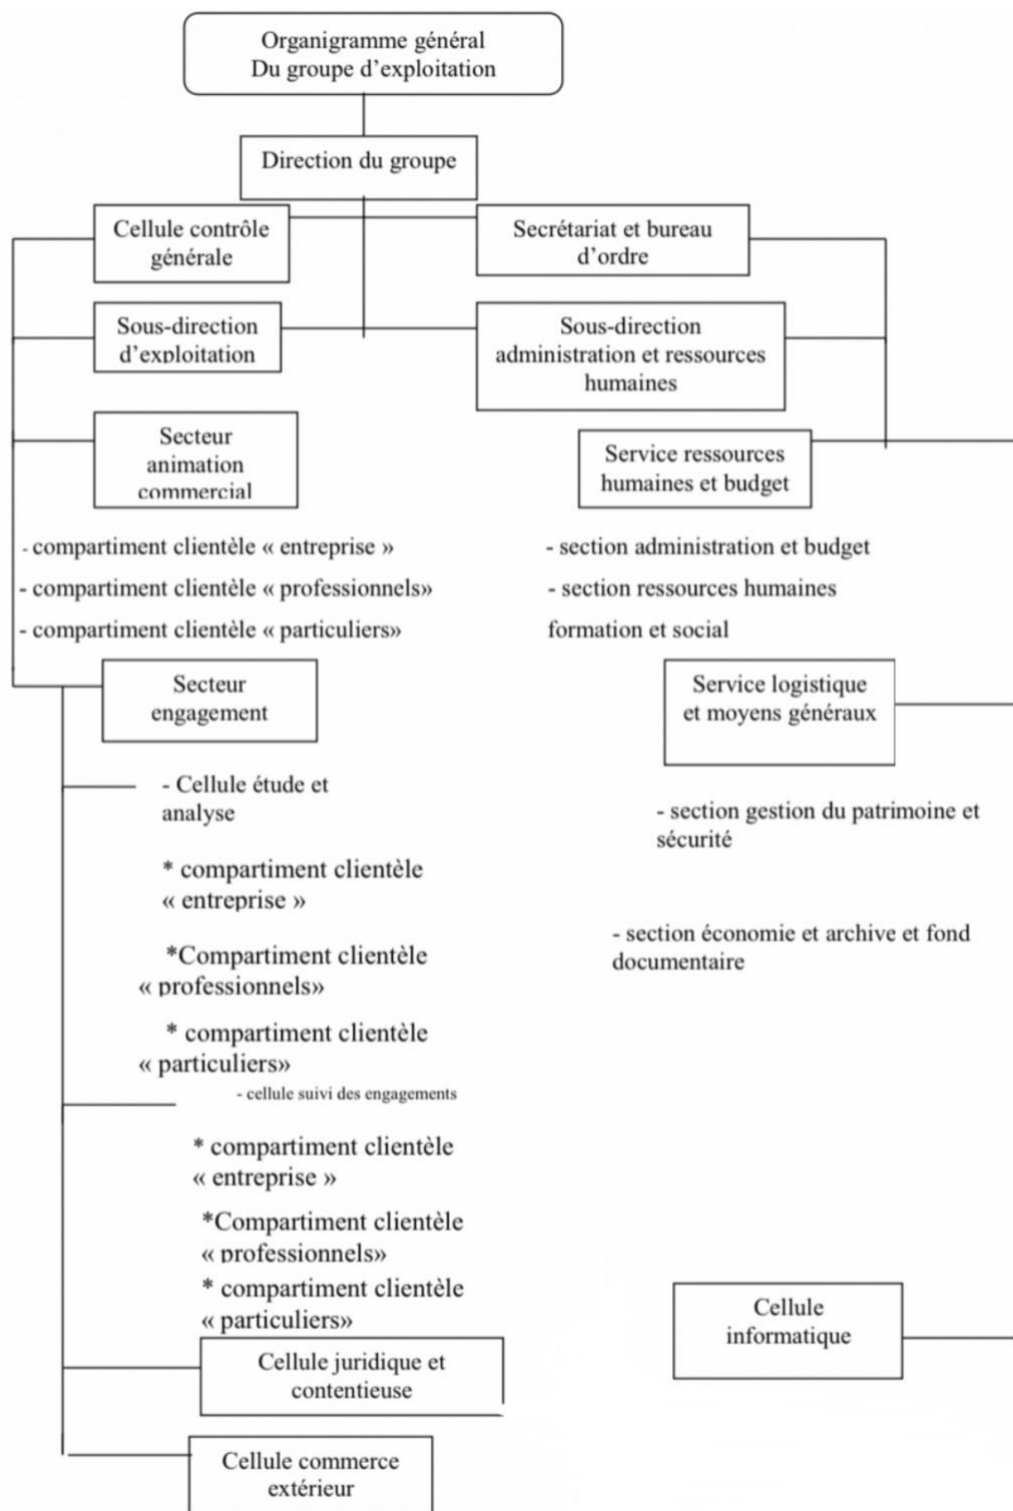 Organigramme général
Du groupe d'exploitation
Direction du groupe
Cellule contrôle
générale
Secrétariat et bureau
d'ordre
Sous-direction
d'exploitation
Sous-direction
administration et ressources
humaines
Secteur
animation
commercial
Service ressources
humaines et budget
- compartiment clientèle « entreprise »
- compartiment clientèle « professionnels»
- compartiment clientèle « particuliers»
- section administration et budget
- section ressources humaines
formation et social
Secteur
engagement
Service logistique
et moyens généraux
- Cellule étude et
analyse
- section gestion du patrimoine et
sécurité
* compartiment clientèle
« entreprise »
- section économie et archive et fond
documentaire
*Compartiment clientèle
« professionnels»
* compartiment clientèle
« particuliers»
- cellule suivi des engagements
* compartiment clientèle
« entreprise »
*Compartiment clientèle
« professionnels»
* compartiment clientèle
« particuliers»
Cellule
informatique
Cellule juridique et
contentieuse
Cellule commerce
extérieur